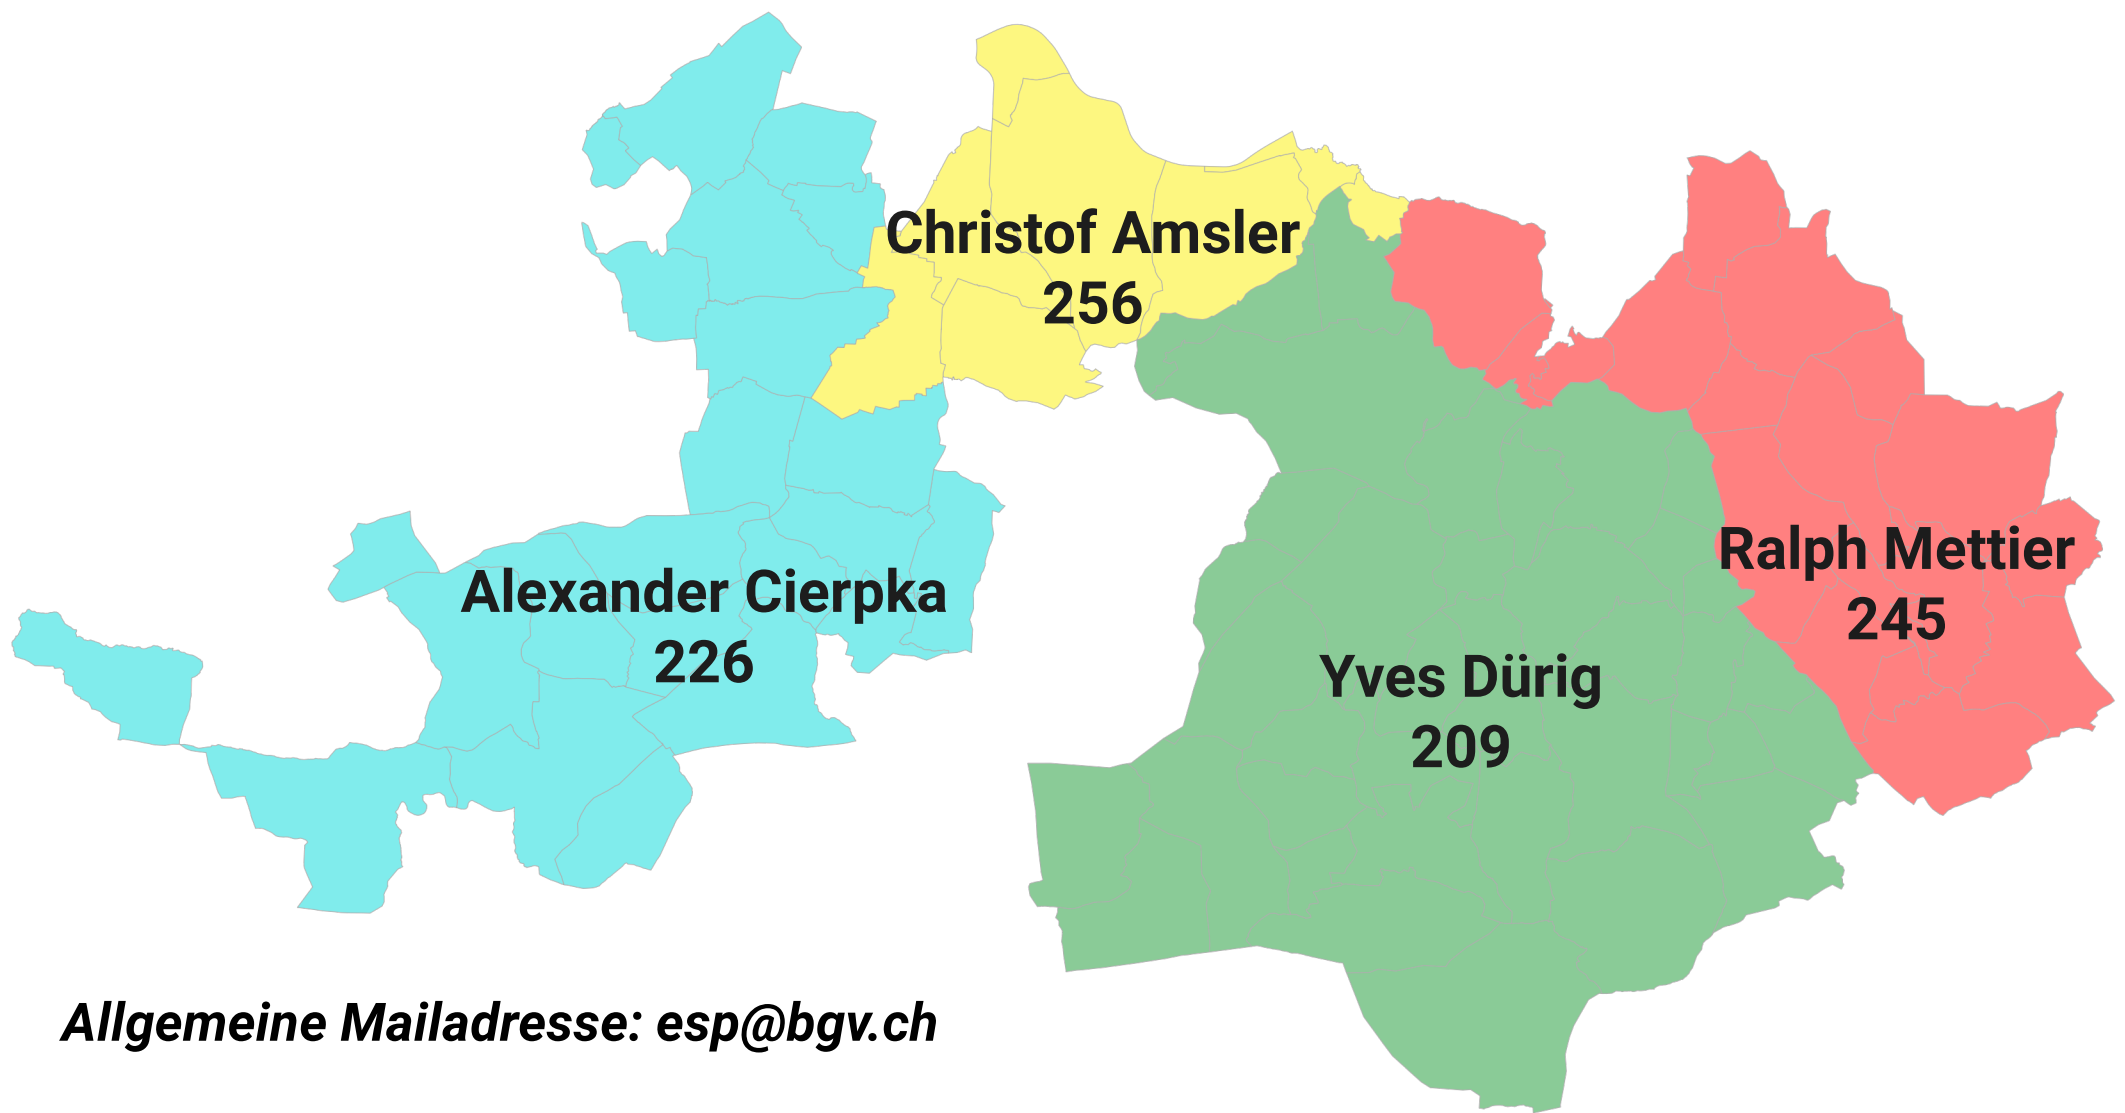 Christof Amsler
256
Ralph Mettier
245
Alexander Cierpka
226
Yves Dürig
209
Allgemeine Mailadresse: esp@bgv.ch